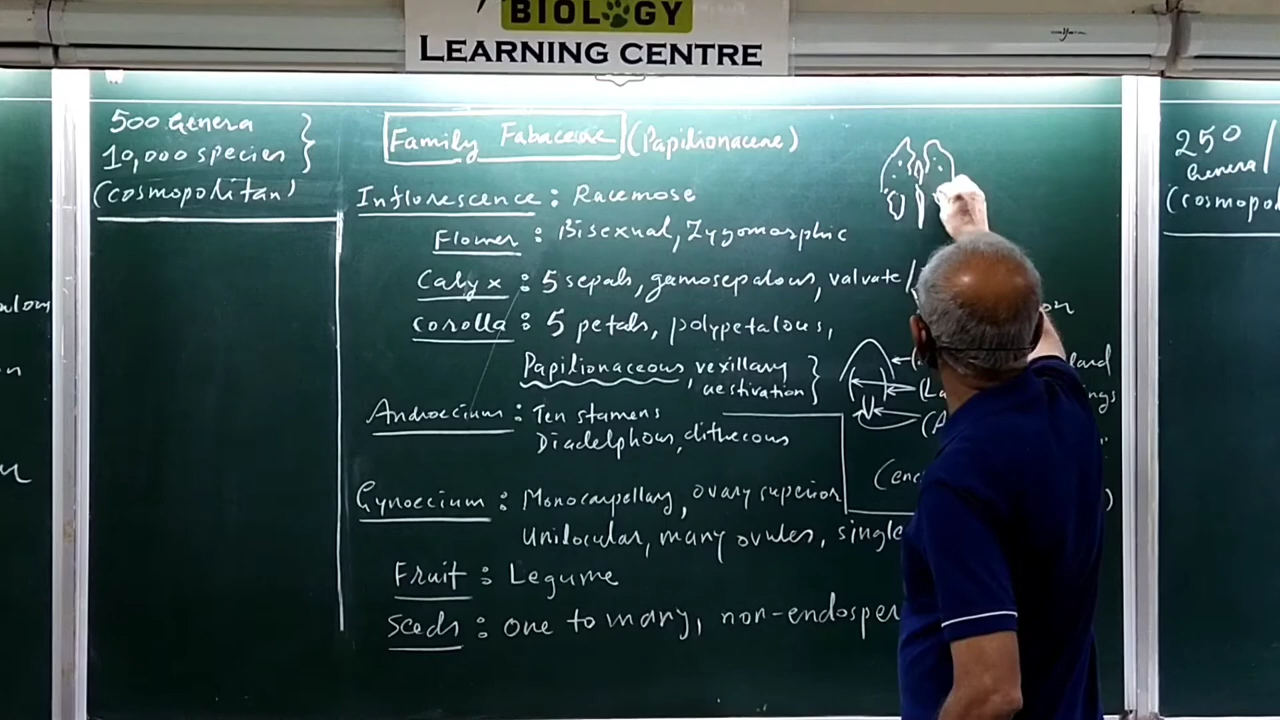 BIOLOGY
LEARNING CENTRE
500 Genera
10,000 species
(cosmopolitan)
Family Fabaceae (Papilionacene)
Inflorescence : Racemose
Flower : Bisexual, Zygomorphic
Calyx : 5 sepals, gamosepalous, valvate/
corolla : 5 petals, polypetalous,
Papilionaceous, vexillary
aestivation
Androecium : Ten stamens
Diadelphous, dithecous
Gynoecium : Monocarpellary, ovary superior
Unilocular, many ovules, single
Fruit : Legume
Seeds : one to many, non-endosper
250
Genera/
(cosmopo